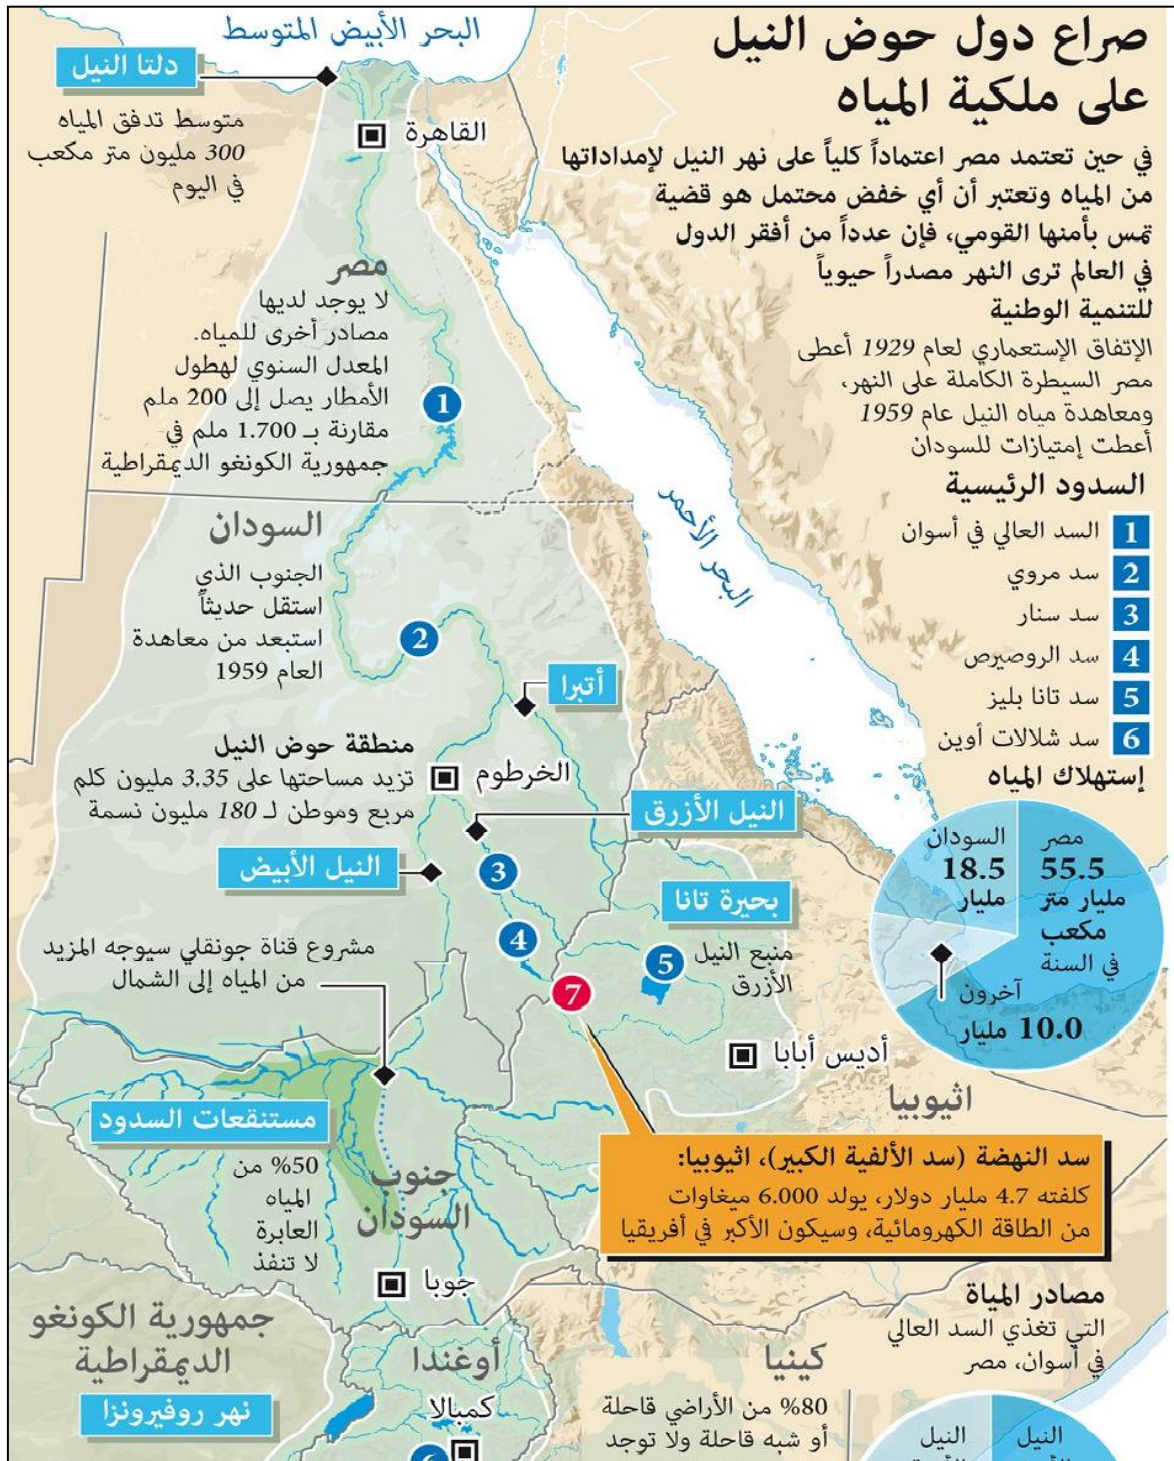 صراع دول حوض النيل
على ملكية المياه
في حين تعتمد مصر اعتماداً كلياً على نهر النيل لإمداداتها
من المياه وتعتبر أن أي خفض محتمل هو قضية
تمس بأمنها القومي، فإن عدداً من أفقر الدول
في العالم ترى النهر مصدراً حيوياً
للتنمية الوطنية
الإتفاق الإستعماري لعام 1929 أعطى
مصر السيطرة الكاملة على النهر،
ومعاهدة مياه النيل عام 1959
أعطت إمتيازات للسودان
السدود الرئيسية
1 السد العالي في أسوان
2 سد مروي
3 سد سنار
4 سد الروصيرص
5 سد تانا بليز
6 سد شلالات أوين
إستهلاك المياه
مصر
55.5
مليار متر
مكعب
في السنة
السودان
18.5
مليار
آخرون
10.0 مليار
البحر الأبيض المتوسط
دلتا النيل
متوسط تدفق المياه
300 مليون متر مكعب
في اليوم
القاهرة
مصر
لا يوجد لديها
مصادر أخرى للمياه.
المعدل السنوي لهطول
الأمطار يصل إلى 200 ملم
مقارنة بـ 1.700 ملم في
جمهورية الكونغو الديمقراطية
1
البحر الأحمر
السودان
الجنوب الذي
استقل حديثاً
استبعد من معاهدة
العام 1959
2
أتبرا
منطقة حوض النيل
تزيد مساحتها على 3.35 مليون كلم
مربع وموطن لـ 180 مليون نسمة
الخرطوم
النيل الأزرق
النيل الأبيض
3
بحيرة تانا
منبع النيل
الأزرق
4
5
7
مشروع قناة جونقلي سيوجه المزيد
من المياه إلى الشمال
أديس أبابا
اثيوبيا
مستنقعات السدود
50% من
المياه
العابرة
لا تنفذ
جنوب
السودان
سد النهضة (سد الألفية الكبير)، اثيوبيا:
كلفته 4.7 مليار دولار، يولد 6.000 ميغاوات
من الطاقة الكهرومائية، وسيكون الأكبر في أفريقيا
جوبا
مصادر المياة
التي تغذي السد العالي
في أسوان، مصر
جمهورية الكونغو
الديمقراطية
أوغندا
كينيا
نهر روفيرونزا
كمبالا
6
80% من الأراضي قاحلة
أو شبه قاحلة ولا توجد
النيل
النيل